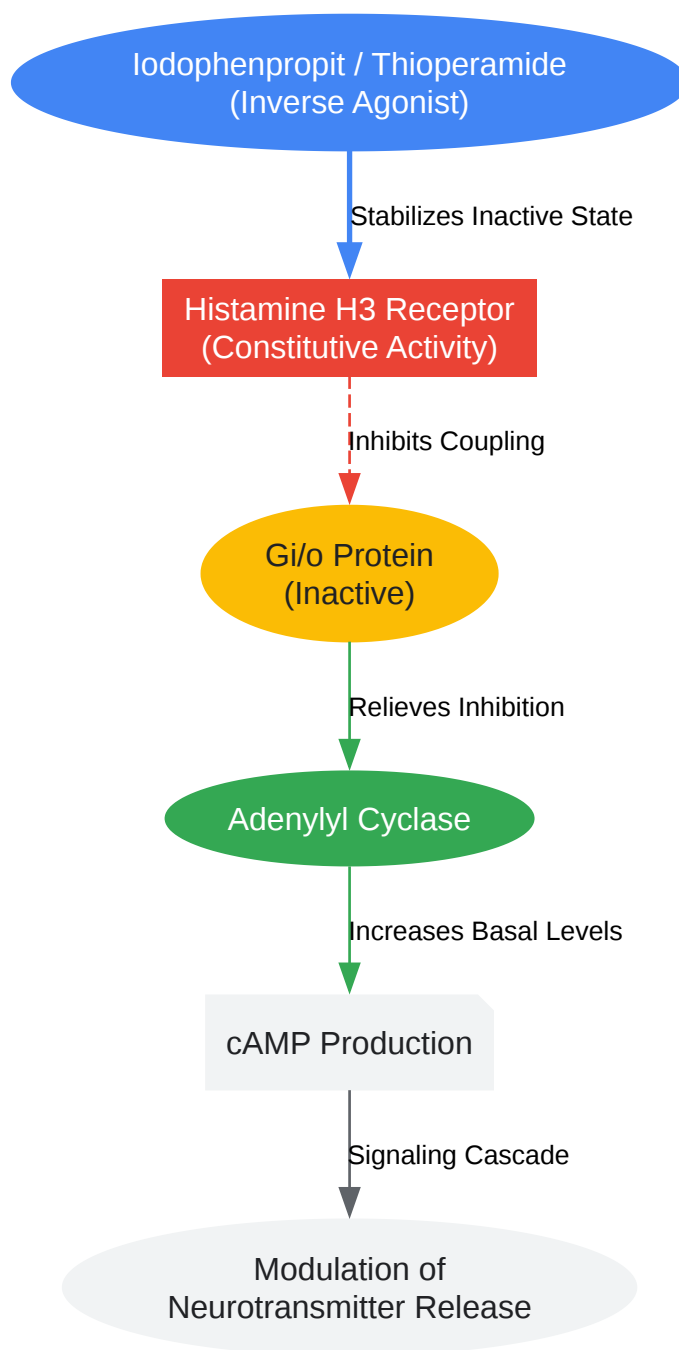 Iodophenpropit / Thioperamide
(Inverse Agonist)
Stabilizes Inactive State
Histamine H3 Receptor
(Constitutive Activity)
Inhibits Coupling
Gi/o Protein
(Inactive)
Relieves Inhibition
Adenylyl Cyclase
Increases Basal Levels
cAMP Production
Signaling Cascade
Modulation of
Neurotransmitter Release